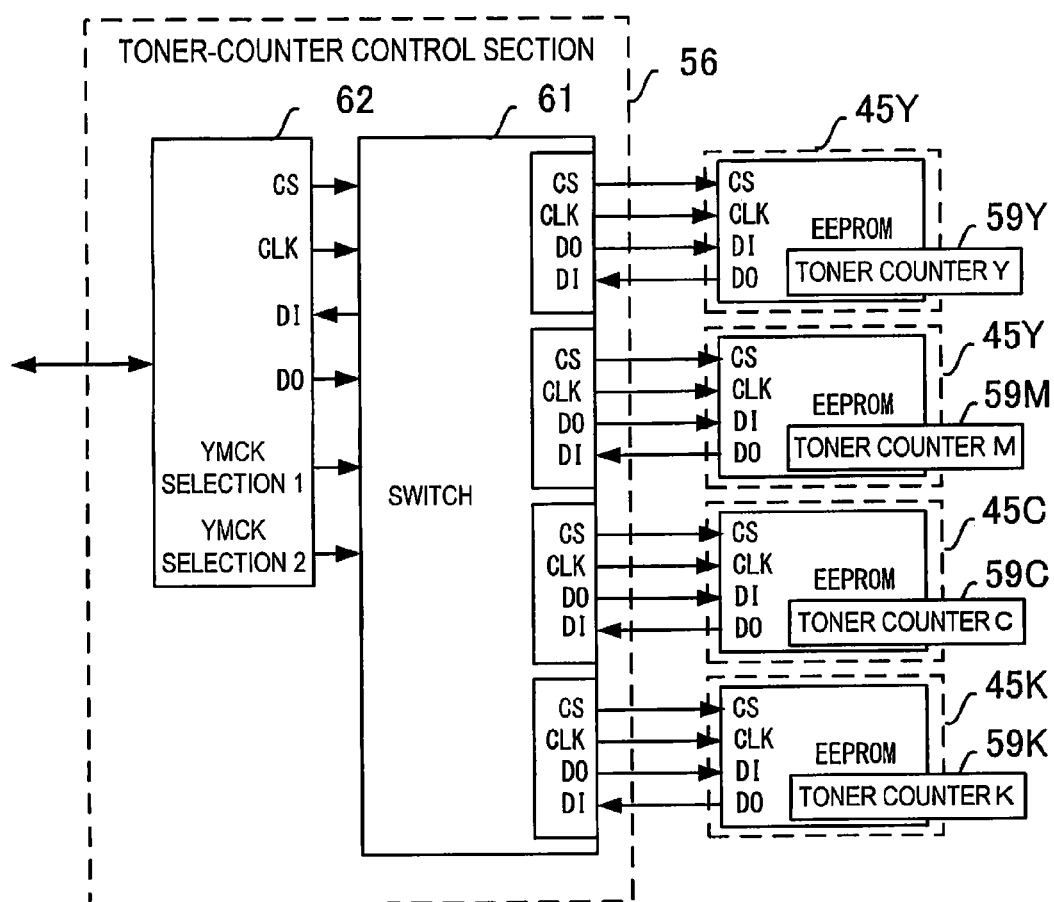 TONER-COUNTER CONTROL SECTION
56
62
61
45Y
CS
CLK
DI
DO
YMCK
SELECTION 1
YMCK
SELECTION 2
SWITCH
CS
CLK
DO
DI
CS
CLK
DI
DO
EEPROM
59Y
TONER COUNTER Y
45Y
CS
CLK
DO
DI
CS
CLK
DI
DO
EEPROM
59M
TONER COUNTER M
45C
CS
CLK
DO
DI
CS
CLK
DI
DO
EEPROM
59C
TONER COUNTER C
45K
CS
CLK
DO
DI
CS
CLK
DI
DO
EEPROM
59K
TONER COUNTER K